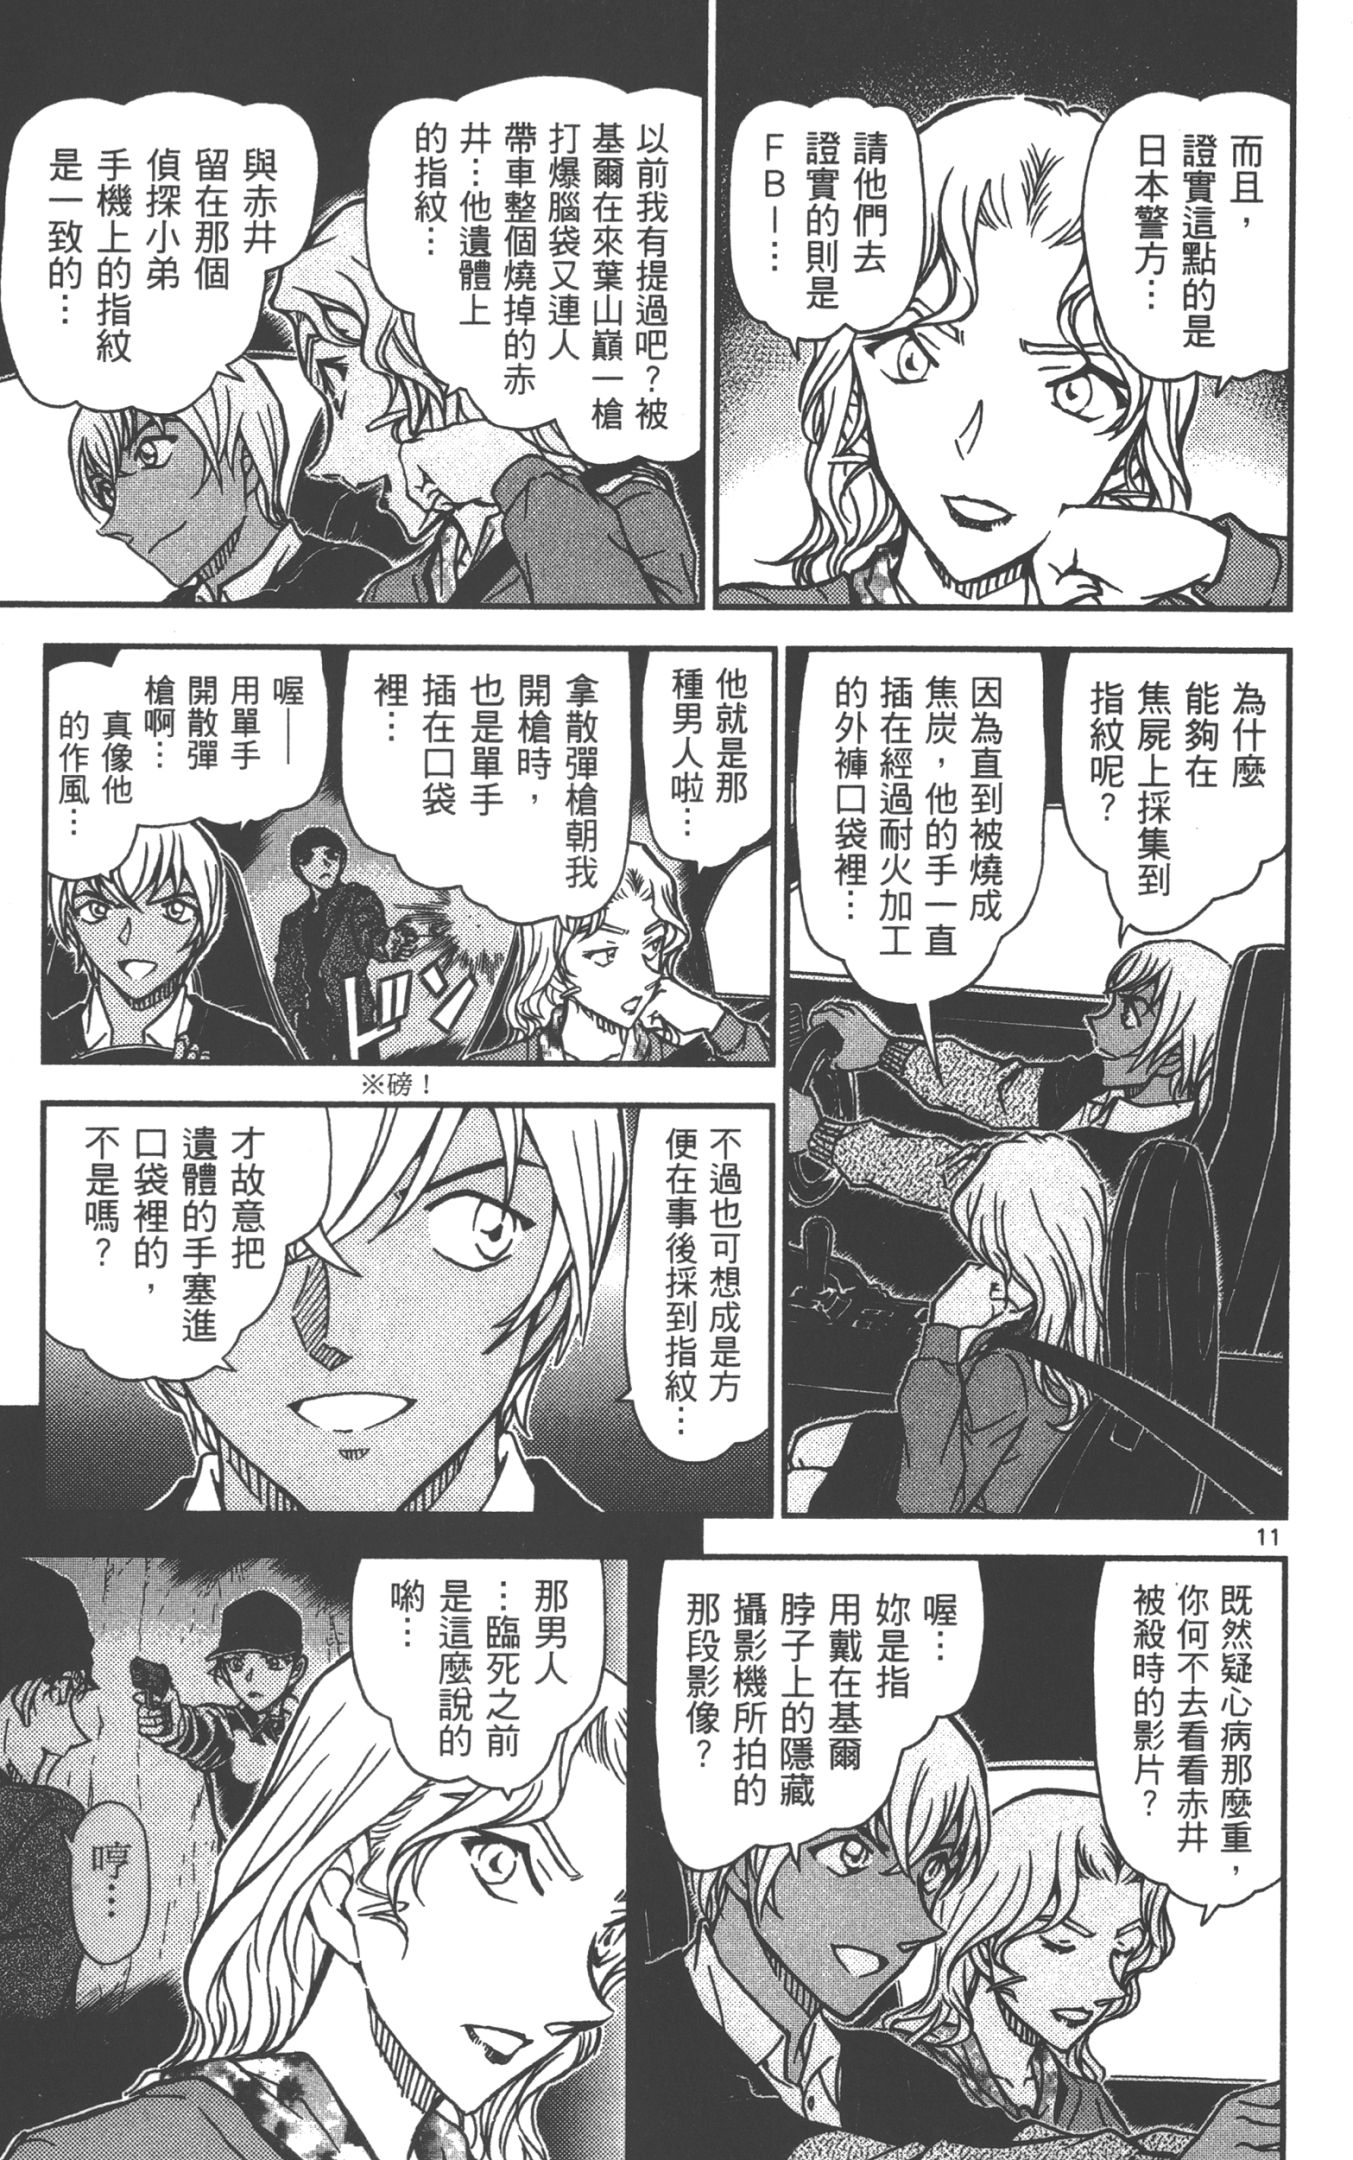 而且，
證實這點的是
日本警方…
請他們去
證實的則是
FBI…
以前我有提過吧？被
基爾在來葉山巔一槍
打爆腦袋又連人
帶車整個燒掉的赤
井…他遺體上
的指紋…
與赤井
留在那個
偵探小弟
手機上的指紋
是一致的…
為什麼
能夠在
焦屍上採集到
指紋呢？
因為直到被燒成
焦炭，他的手一直
插在經過耐火加工
的外褲口袋裡…
他就是那
種男人啦…
拿散彈槍朝我
開槍時，
也是單手
插在口袋
裡…
喔——
用單手
開散彈
槍啊…
真像他
的作風…
ドン
※磅！
不過也可想成是方
便在事後採到指紋…
才故意把
遺體的手塞進
口袋裡的，
不是嗎？
11
既然疑心病那麼重，
你何不去看看赤井
被殺時的影片？
喔…
妳是指
用戴在基爾
脖子上的隱藏
攝影機所拍的
那段影像？
那男人
…臨死之前
是這麼說的
喲…
哼…